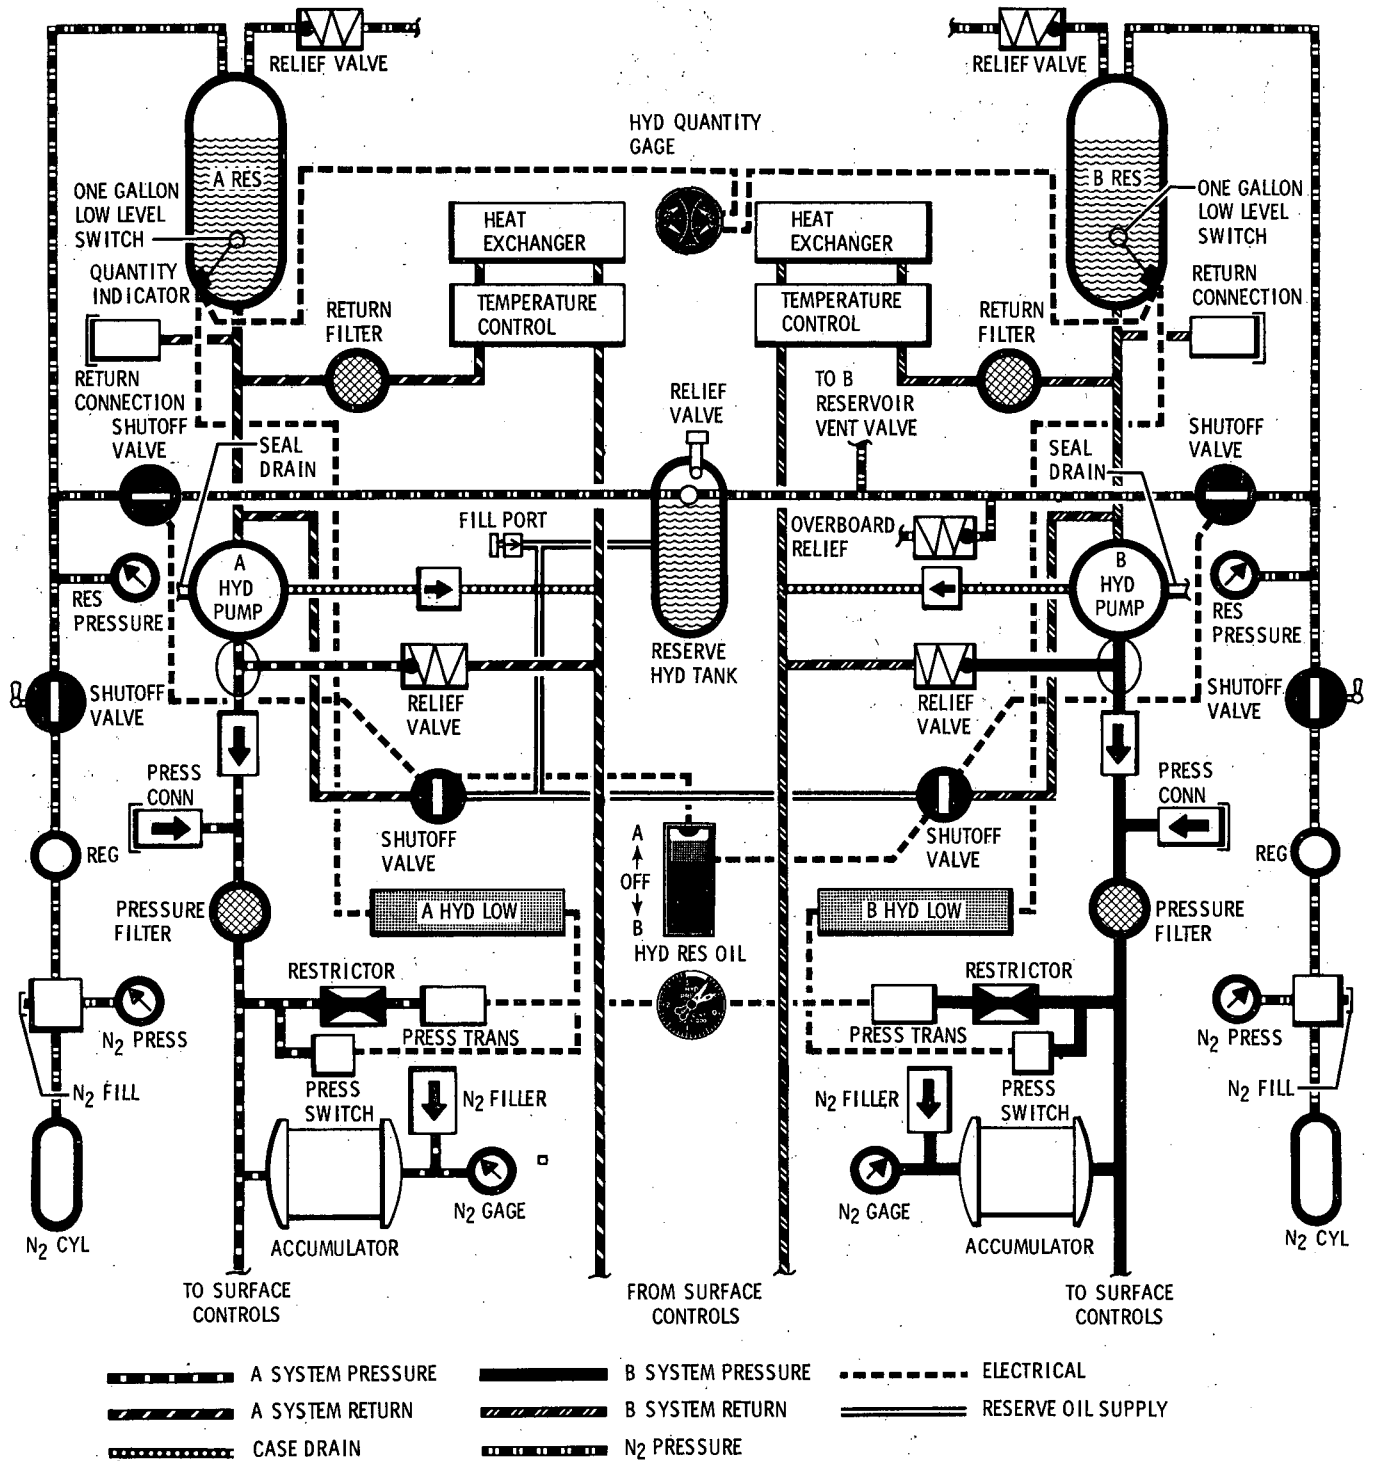 RELIEF VALVE
RELIEF VALVE
HYD QUANTITY
GAGE
A RES
B RES
ONE GALLON
LOW LEVEL
SWITCH
ONE GALLON
LOW LEVEL
SWITCH
HEAT
EXCHANGER
HEAT
EXCHANGER
QUANTITY
INDICATOR
RETURN
CONNECTION
TEMPERATURE
CONTROL
TEMPERATURE
CONTROL
RETURN
FILTER
RETURN
FILTER
RETURN
CONNECTION
SHUTOFF
VALVE
RELIEF
VALVE
TO B
RESERVOIR
VENT VALVE
SHUTOFF
VALVE
SEAL
DRAIN
SEAL
DRAIN
FILL PORT
OVERBOARD
RELIEF
A
HYD
PUMP
B
HYD
PUMP
RES
PRESSURE
RES
PRESSURE
RESERVE
HYD TANK
SHUTOFF
VALVE
RELIEF
VALVE
RELIEF
VALVE
SHUTOFF
VALVE
PRESS
CONN
PRESS
CONN
SHUTOFF
VALVE
A
OFF
B
SHUTOFF
VALVE
REG
REG
PRESSURE
FILTER
A HYD LOW
B HYD LOW
PRESSURE
FILTER
HYD RES OIL
RESTRICTOR
RESTRICTOR
HYD
N2 PRESS
PRESS TRANS
PRESS TRANS
N2 PRESS
N2 FILL
PRESS
SWITCH
N2 FILLER
N2 FILLER
PRESS
SWITCH
N2 FILL
N2 GAGE
N2 GAGE
N2 CYL
ACCUMULATOR
ACCUMULATOR
N2 CYL
TO SURFACE
CONTROLS
FROM SURFACE
CONTROLS
TO SURFACE
CONTROLS
A SYSTEM PRESSURE
B SYSTEM PRESSURE
ELECTRICAL
A SYSTEM RETURN
B SYSTEM RETURN
RESERVE OIL SUPPLY
CASE DRAIN
N2 PRESSURE